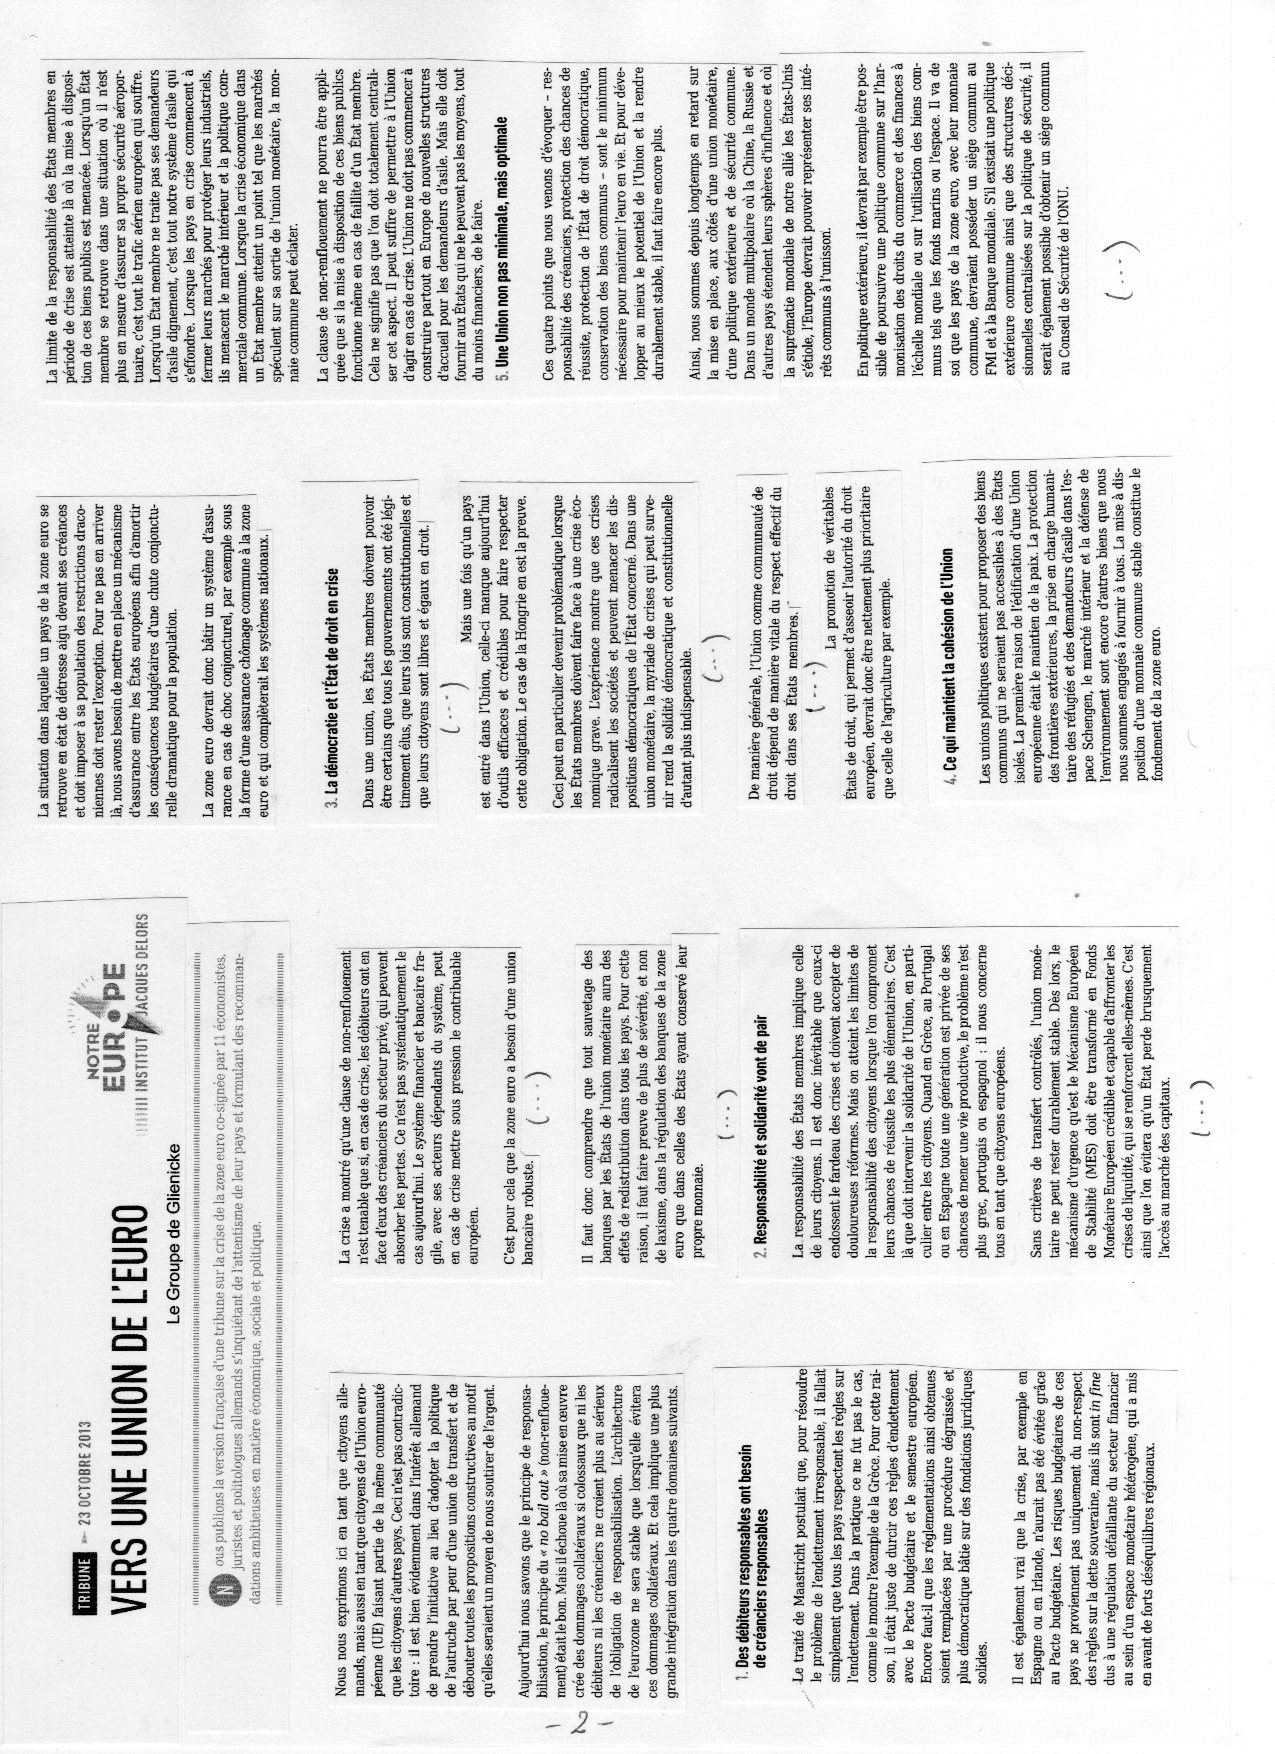 TRIBUNE 23 OCTOBRE 2013
NOTRE
EUROPE
INSTITUT JACQUES DELORS
VERS UNE UNION DE L'EURO
Le Groupe de Glienicke
Nous publions la version française d'une tribune sur la crise de la zone euro co-signée par 11 économistes,
juristes et politologues allemands s'inquiétant de l'attentisme de leur pays et formulant des recomman-
dations ambitieuses en matière économique, sociale et politique.
Nous nous exprimons ici en tant que citoyens alle-
mands, mais aussi en tant que citoyens de l'Union euro-
péenne (UE) faisant partie de la même communauté
que les citoyens d'autres pays. Ceci n'est pas contradic-
toire : il est bien évidemment dans l'intérêt allemand
de prendre l'initiative au lieu d'adopter la politique
de l'autruche par peur d'une union de transfert et de
débouter toutes les propositions constructives au motif
qu'elles seraient un moyen de nous soutirer de l'argent.
Aujourd'hui nous savons que le principe de responsa-
bilisation, le principe du « no bail out » (non-renfloue-
ment) était le bon. Mais il échoue là où sa mise en œuvre
crée des dommages collatéraux si colossaux que ni les
débiteurs ni les créanciers ne croient plus au sérieux
de l'obligation de responsabilisation. L'architecture
de l'eurozone ne sera stable que lorsqu'elle évitera
ces dommages collatéraux. Et cela implique une plus
grande intégration dans les quatre domaines suivants.
1. Des débiteurs responsables ont besoin
de créanciers responsables
Le traité de Maastricht postulait que, pour résoudre
le problème de l'endettement irresponsable, il fallait
simplement que tous les pays respectent les règles sur
l'endettement. Dans la pratique ce ne fut pas le cas,
comme le montre l'exemple de la Grèce. Pour cette rai-
son, il était juste de durcir ces règles d'endettement
avec le Pacte budgétaire et le semestre européen.
Encore faut-il que les réglementations ainsi obtenues
soient remplacées par une procédure dégraissée et
plus démocratique bâtie sur des fondations juridiques
solides.
Il est également vrai que la crise, par exemple en
Espagne ou en Irlande, n'aurait pas été évitée grâce
au Pacte budgétaire. Les risques budgétaires de ces
pays ne proviennent pas uniquement du non-respect
des règles sur la dette souveraine, mais ils sont in fine
dus à une régulation défaillante du secteur financier
au sein d'un espace monétaire hétérogène, qui a mis
en avant de forts déséquilibres régionaux.
- 2 -
La crise a montré qu'une clause de non-renflouement
n'est tenable que si, en cas de crise, les débiteurs ont en
face d'eux des créanciers du secteur privé, qui peuvent
absorber les pertes. Ce n'est pas systématiquement le
cas aujourd'hui. Le système financier et bancaire fra-
gile, avec ses acteurs dépendants du système, peut
en cas de crise mettre sous pression le contribuable
européen.
C'est pour cela que la zone euro a besoin d'une union
bancaire robuste.
(...)
Il faut donc comprendre que tout sauvetage des
banques par les États de l'union monétaire aura des
effets de redistribution dans tous les pays. Pour cette
raison, il faut faire preuve de plus de sévérité, et non
de laxisme, dans la régulation des banques de la zone
euro que dans celles des États ayant conservé leur
propre monnaie.
(...)
2. Responsabilité et solidarité vont de pair
La responsabilité des États membres implique celle
de leurs citoyens. Il est donc inévitable que ceux-ci
endossent le fardeau des crises et doivent accepter de
douloureuses réformes. Mais on atteint les limites de
la responsabilité des citoyens lorsque l'on compromet
leurs chances de réussite les plus élémentaires. C'est
là que doit intervenir la solidarité de l'Union, en parti-
culier entre les citoyens. Quand en Grèce, au Portugal
ou en Espagne toute une génération est privée de ses
chances de mener une vie productive, le problème n'est
plus grec, portugais ou espagnol : il nous concerne
tous en tant que citoyens européens.
Sans critères de transfert contrôlés, l'union moné-
taire ne peut rester durablement stable. Dès lors, le
mécanisme d'urgence qu'est le Mécanisme Européen
de Stabilité (MES) doit être transformé en Fonds
Monétaire Européen crédible et capable d'affronter les
crises de liquidité, qui se renforcent elles-mêmes. C'est
ainsi que l'on évitera qu'un État perde brusquement
l'accès au marché des capitaux.
(...)
La situation dans laquelle un pays de la zone euro se
retrouve en état de détresse aigu devant ses créances
et doit imposer à sa population des restrictions draco-
niennes doit rester l'exception. Pour ne pas en arriver
là, nous avons besoin de mettre en place un mécanisme
d'assurance entre États européens afin d'amortir
les conséquences budgétaires d'une chute conjonctu-
relle dramatique pour la population.
La zone euro devrait donc bâtir un système d'assu-
rance en cas de choc conjoncturel, par exemple sous
la forme d'une assurance chômage commune à la zone
euro et qui compléterait les systèmes nationaux.
3. La démocratie et l'État de droit en crise
Dans une union, les États membres doivent pouvoir
être certains que tous les gouvernements ont été légi-
timement élus, que leurs lois sont constitutionnelles et
que leurs citoyens sont libres et égaux en droit.
(...)
Mais une fois qu'un pays
est entré dans l'Union, celle-ci manque aujourd'hui
d'outils efficaces et crédibles pour faire respecter
cette obligation. Le cas de la Hongrie en est la preuve.
Ceci peut en particulier devenir problématique lorsque
les États membres doivent faire face à une crise éco-
nomique grave. L'expérience montre que ces crises
radicalisent les sociétés et peuvent menacer les dis-
positions démocratiques de l'État concerné. Dans une
union monétaire, la myriade de crises qui peut surve-
nir rend la solidité démocratique et constitutionnelle
d'autant plus indispensable.
(...)
De manière générale, l'Union comme communauté de
droit dépend de manière vitale du respect effectif du
droit dans ses États membres.
(...)
La promotion de véritables
États de droit, qui permet d'asseoir l'autorité du droit
européen, devrait donc être nettement plus prioritaire
que celle de l'agriculture par exemple.
4. Ce qui maintient la cohésion de l'Union
Les unions politiques existent pour proposer des biens
communs qui ne seraient pas accessibles à des États
isolés. La première raison de l'édification d'une Union
européenne était le maintien de la paix. La protection
des frontières extérieures, la prise en charge humani-
taire des réfugiés et des demandeurs d'asile dans l'es-
pace Schengen, le marché intérieur et la défense de
l'environnement sont encore d'autres biens que nous
nous sommes engagés à fournir à tous. La mise à dis-
position d'une monnaie commune stable constitue le
fondement de la zone euro.
La limite de la responsabilité des États membres en
période de crise est atteinte là où la mise à disposi-
tion de ces biens publics est menacée. Lorsqu'un État
membre se retrouve dans une situation où il n'est
plus en mesure d'assurer sa propre sécurité aéropor-
tuaire, c'est tout le trafic aérien européen qui souffre.
Lorsqu'un État membre ne traite pas ses demandeurs
d'asile dignement, c'est tout notre système d'asile qui
s'effondre. Lorsque les pays en crise commencent à
fermer leurs marchés pour protéger leurs industriels,
ils menacent le marché intérieur et la politique com-
merciale commune. Lorsque la crise économique dans
un État membre atteint un point tel que les marchés
spéculent sur sa sortie de l'union monétaire, la mon-
naie commune peut éclater.
La clause de non-renflouement ne pourra être appli-
quée que si la mise à disposition de ces biens publics
fonctionne même en cas de faillite d'un État membre.
Cela ne signifie pas que l'on doit totalement centrali-
ser cet aspect. Il peut suffire de permettre à l'Union
d'agir en cas de crise. L'Union ne doit pas commencer à
construire partout en Europe de nouvelles structures
d'accueil pour les demandeurs d'asile. Mais elle doit
fournir aux États qui ne le peuvent pas les moyens, tout
du moins financiers, de le faire.
5. Une Union non pas minimale, mais optimale
Ces quatre points que nous venons d'évoquer – res-
ponsabilité des créanciers, protection des chances de
réussite, protection de l'État de droit démocratique,
conservation des biens communs – sont le minimum
nécessaire pour maintenir l'euro en vie. Et pour déve-
lopper au mieux le potentiel de l'Union et la rendre
durablement stable, il faut faire encore plus.
Ainsi, nous sommes depuis longtemps en retard sur
la mise en place, aux côtés d'une union monétaire,
d'une politique extérieure et de sécurité commune.
Dans un monde multipolaire où la Chine, la Russie et
d'autres pays étendent leurs sphères d'influence et où
la suprématie mondiale de notre allié les États-Unis
s'étiole, l'Europe devrait pouvoir représenter ses inté-
rêts communs à l'unisson.
En politique extérieure, il devrait par exemple être pos-
sible de poursuivre une politique commune sur l'har-
monisation des droits du commerce et des finances à
l'échelle mondiale ou sur l'utilisation des biens com-
muns tels que les fonds marins ou l'espace. Il va de
soi que les pays de la zone euro, avec leur monnaie
commune, devraient posséder un siège commun au
FMI et à la Banque mondiale. S'il existait une politique
extérieure commune ainsi que des structures déci-
sionnelles centralisées sur la politique de sécurité, il
serait également possible d'obtenir un siège commun
au Conseil de Sécurité de l'ONU.
(...)